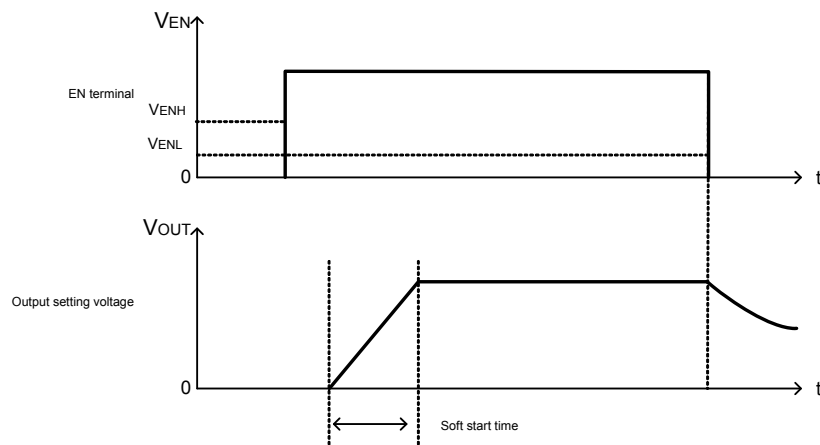 VEN
EN terminal
VENH
VENL
0
t
VOUT
Output setting voltage
0
t
Soft start time